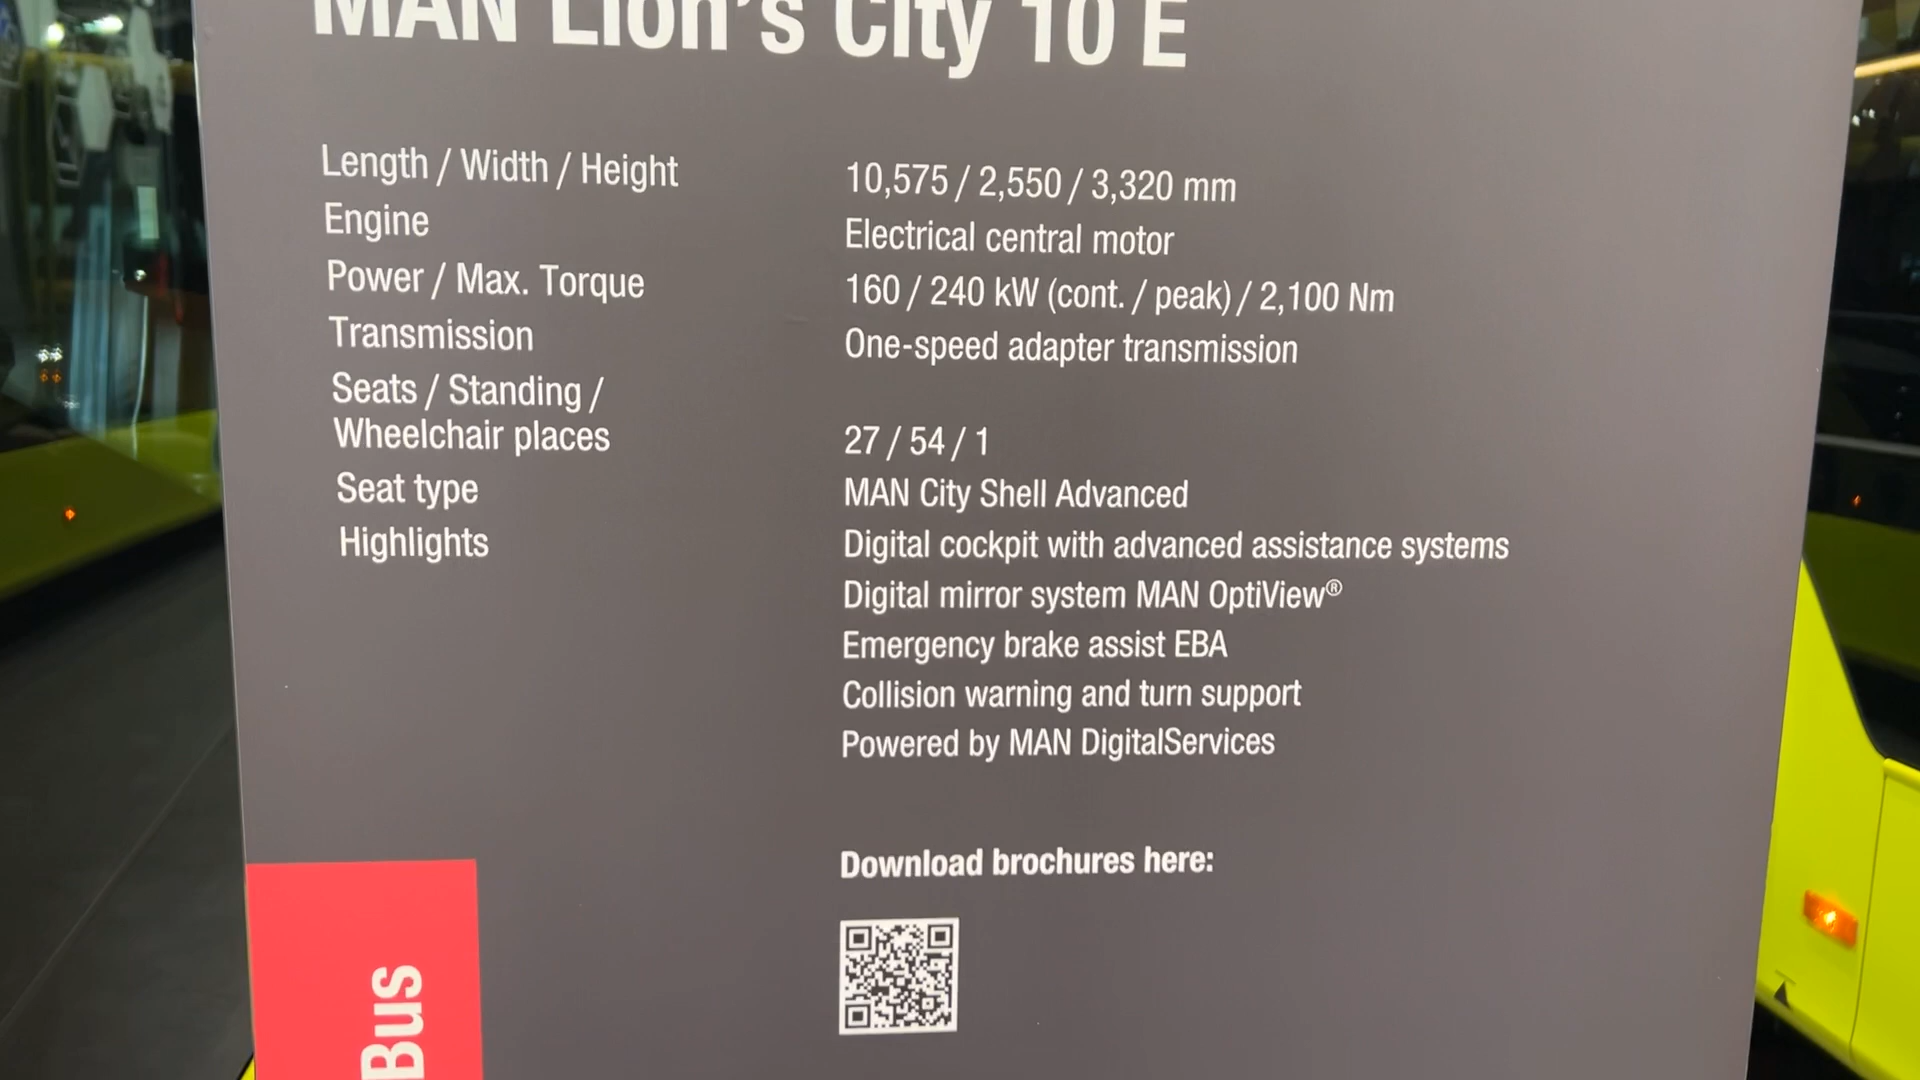 MAN Lion's City 10 E
Length / Width / Height 10,575 / 2,550 / 3,320 mm
Engine Electrical central motor
Power / Max. Torque 160 / 240 kW (cont. / peak) / 2,100 Nm
Transmission One-speed adapter transmission
Seats / Standing /
Wheelchair places 27 / 54 / 1
Seat type MAN City Shell Advanced
Highlights Digital cockpit with advanced assistance systems
Digital mirror system MAN OptiView®
Emergency brake assist EBA
Collision warning and turn support
Powered by MAN DigitalServices
Download brochures here:
Bus